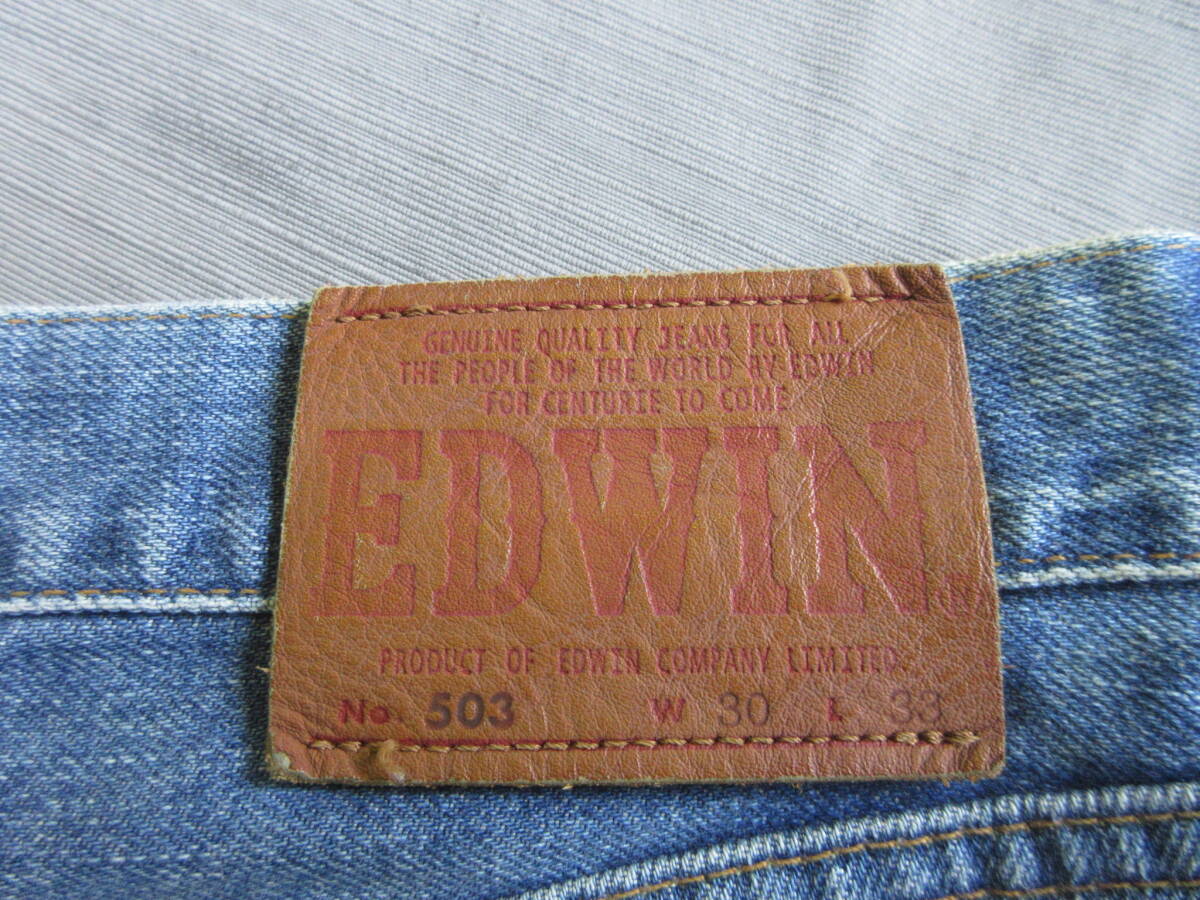 GENUINE QUALITY JEANS FOR ALL
THE PEOPLE OF THE WORLD BY EDWIN
FOR CENTURIE TO COME
EDWIN®
PRODUCT OF EDWIN COMPANY LIMITED.
No. 503 W 30 L 33